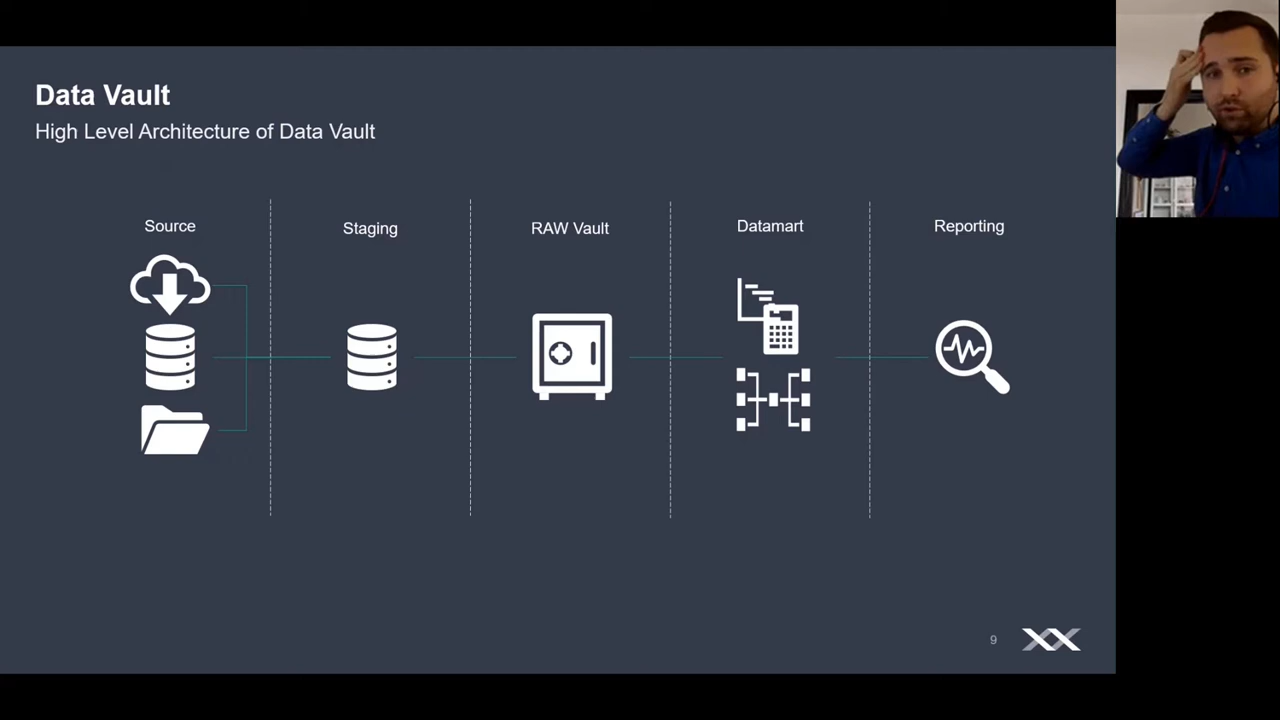 Data Vault
High Level Architecture of Data Vault
Source
Staging
RAW Vault
Datamart
Reporting
9